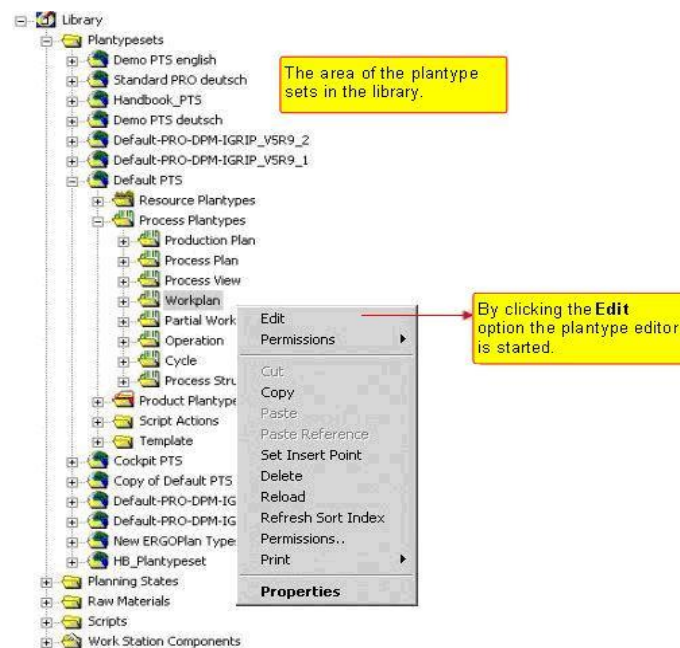 Library
Plantypesets
Demo PTS english
Standard PRO deutsch
Handbook_PTS
Demo PTS deutsch
Default-PRO-DPM-IGRIP_V5R9_2
Default-PRO-DPM-IGRIP_V5R9_1
Default PTS
Resource Plantypes
Process Plantypes
Production Plan
Process Plan
Process View
Workplan
Partial Work
Operation
Cycle
Process Stru
Product Plantype
Script Actions
Template
Cockpit PTS
Copy of Default PTS
Default-PRO-DPM-IG
Default-PRO-DPM-IG
New ERGOPlan Type
HB_Plantypeset
Planning States
Raw Materials
Scripts
Work Station Components
The area of the plantype
sets in the library.
Edit
Permissions
Cut
Copy
Paste
Paste Reference
Set Insert Point
Delete
Reload
Refresh Sort Index
Permissions..
Print
Properties
By clicking the Edit
option the plantype editor
is started.